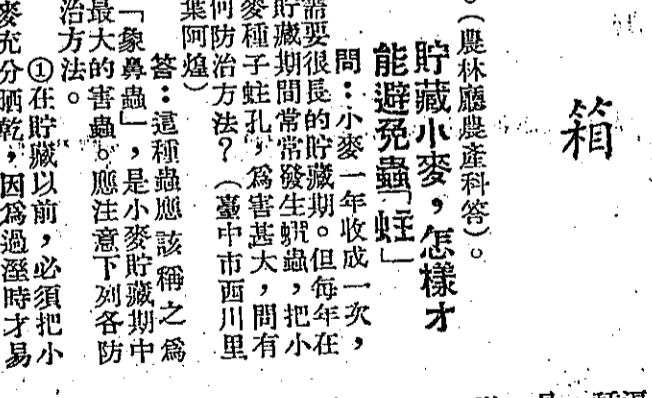 箱
。(農林廳農產科答)。
貯藏小麥,怎樣才
能避免蟲「蛀」
問:小麥一年收成一次,
需要很長的貯藏期。但每年在
貯藏期間常常發生蛘蟲,把小
麥種子蛀孔,爲害甚大,問有
何防治方法?(臺中市西川里
葉阿煌)
答:這種蟲應該稱之爲
「象鼻蟲」,是小麥貯藏期中
最大的害蟲。應注意下列各防
治方法。
①在貯藏以前,必須把小
麥充分晒乾,因爲過溼時才易